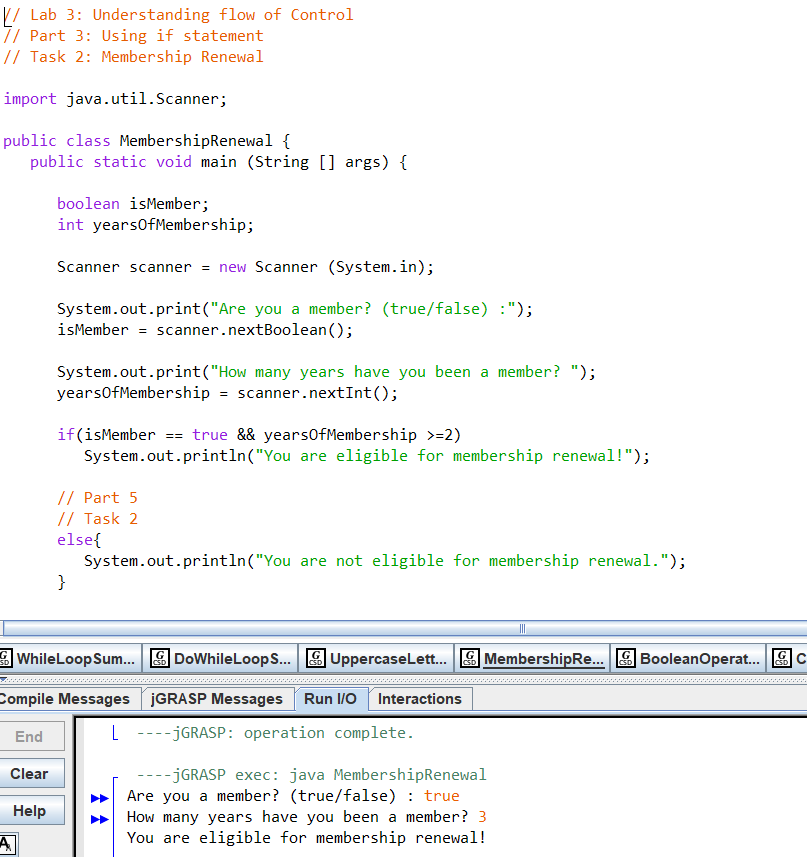 // Lab 3: Understanding flow of Control
// Part 3: Using if statement
// Task 2: Membership Renewal
import java.util.Scanner;
public class MembershipRenewal {
public static void main (String [] args) {
boolean isMember;
int yearsOfMembership;
Scanner scanner = new Scanner (System.in);
System.out.print("Are you a member? (true/false) :");
isMember = scanner.nextBoolean();
System.out.print("How many years have you been a member? ");
yearsOfMembership = scanner.nextInt();
if(isMember == true && yearsOfMembership >=2)
System.out.println("You are eligible for membership renewal!");
// Part 5
// Task 2
else{
System.out.println("You are not eligible for membership renewal.");
}
G CSD WhileLoopSum... G CSD DoWhileLoopS... G CSD UppercaseLett... G CSD MembershipRe... G CSD BooleanOperat... G CSD C
Compile Messages jGRASP Messages Run I/O Interactions
End
Clear
Help
A
----jGRASP: operation complete.
----jGRASP exec: java MembershipRenewal
Are you a member? (true/false) : true
How many years have you been a member? 3
You are eligible for membership renewal!